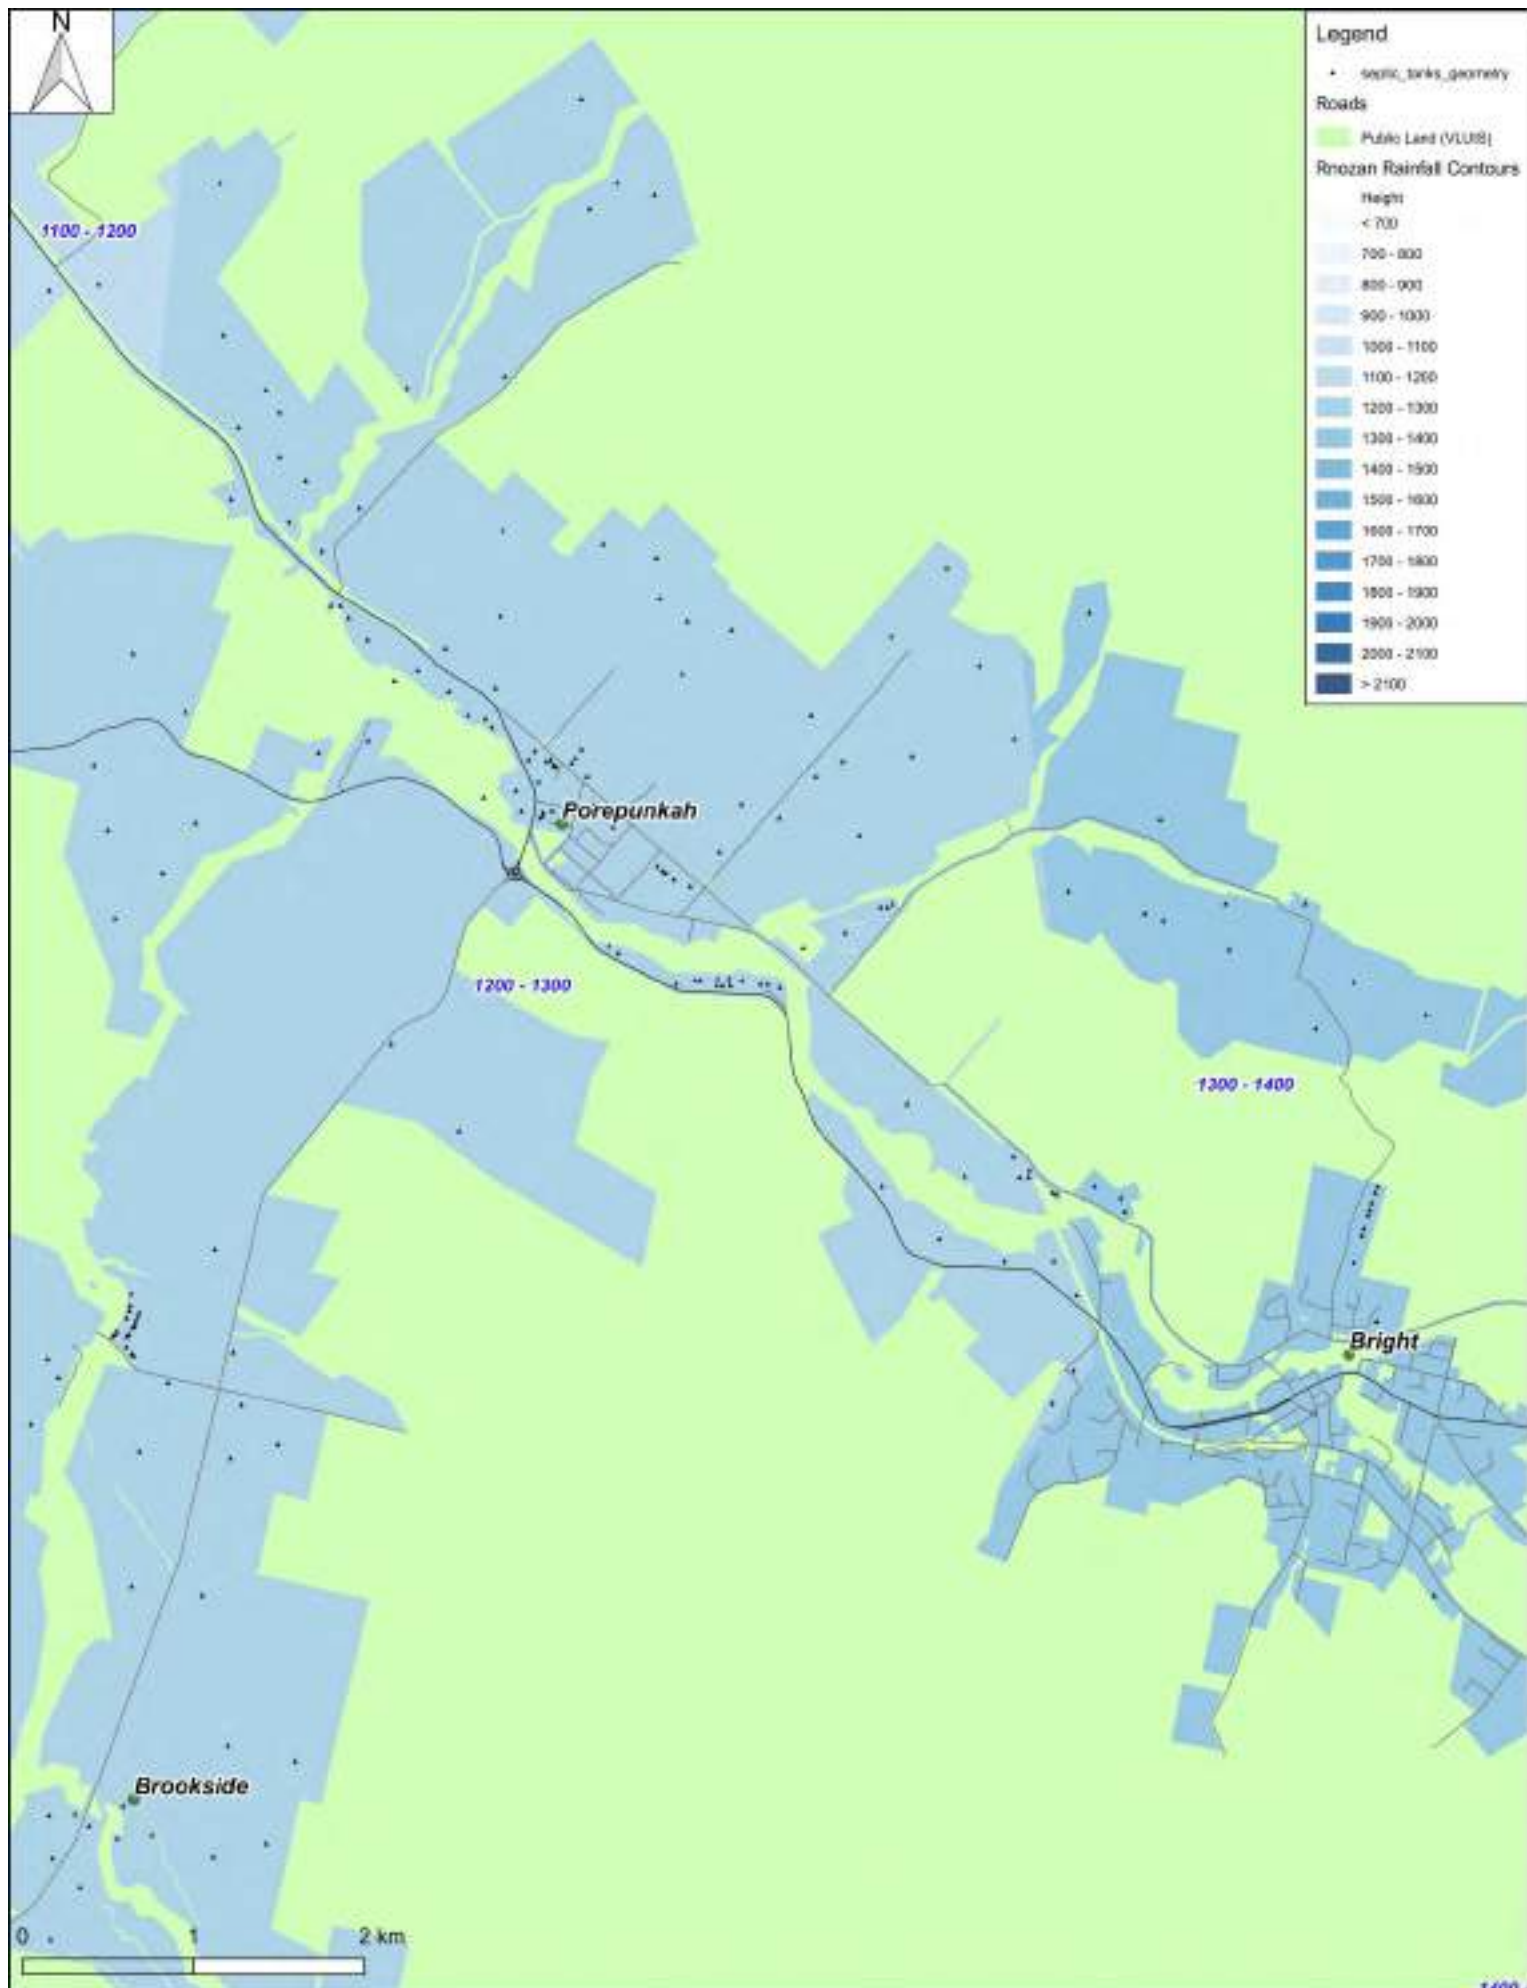 N
Legend
septic_tanks_geometry
Roads
Public Land (VLUIS)
Rnozan Rainfall Contours
Height
< 700
700 - 800
800 - 900
900 - 1000
1000 - 1100
1100 - 1200
1200 - 1300
1300 - 1400
1400 - 1500
1500 - 1600
1600 - 1700
1700 - 1800
1800 - 1900
1900 - 2000
2000 - 2100
> 2100
1100 - 1200
Porepunkah
1200 - 1300
1300 - 1400
Bright
Brookside
0 1 2 km